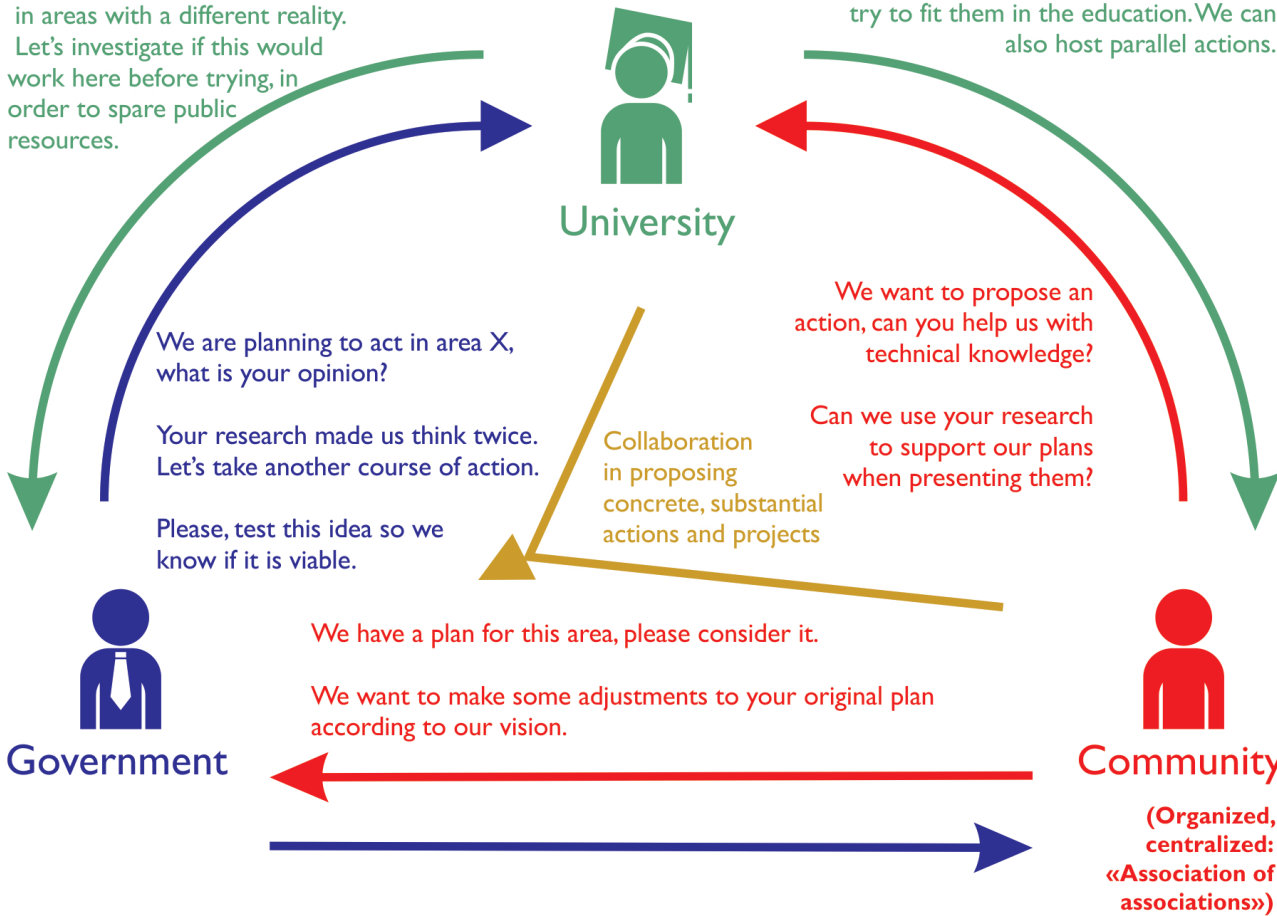 in areas with a different reality.
Let’s investigate if this would
work here before trying, in
order to spare public
resources.
try to fit them in the education. We can
also host parallel actions.
University
We are planning to act in area X,
what is your opinion?
Your research made us think twice.
Let’s take another course of action.
Please, test this idea so we
know if it is viable.
We want to propose an
action, can you help us with
technical knowledge?
Can we use your research
to support our plans
when presenting them?
Collaboration
in proposing
concrete, substantial
actions and projects
We have a plan for this area, please consider it.
We want to make some adjustments to your original plan
according to our vision.
Government
Community
(Organized,
centralized:
«Association of
associations»)